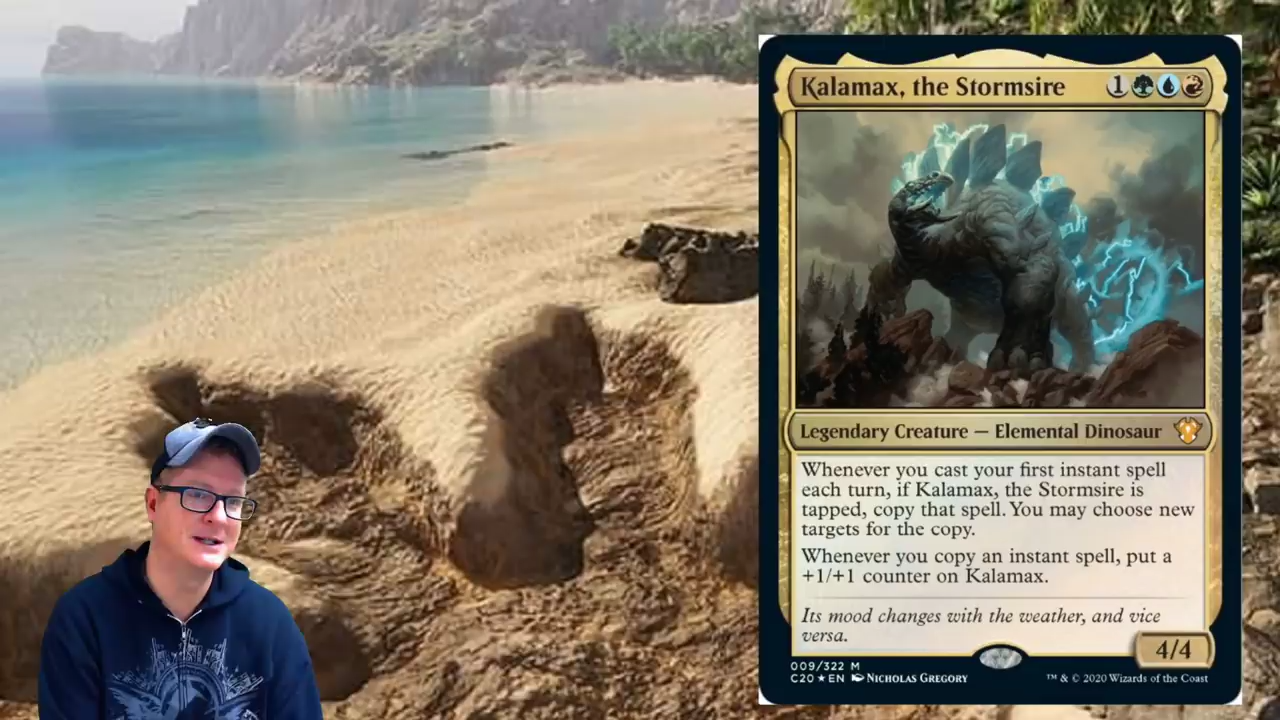 Kalamax, the Stormsire 1
Legendary Creature — Elemental Dinosaur
Whenever you cast your first instant spell
each turn, if Kalamax, the Stormsire is
tapped, copy that spell. You may choose new
targets for the copy.
Whenever you copy an instant spell, put a
+1/+1 counter on Kalamax.
Its mood changes with the weather, and vice
versa.
4/4
009/322 M
C20 ★ EN Nicholas Gregory
™ & © 2020 Wizards of the Coast